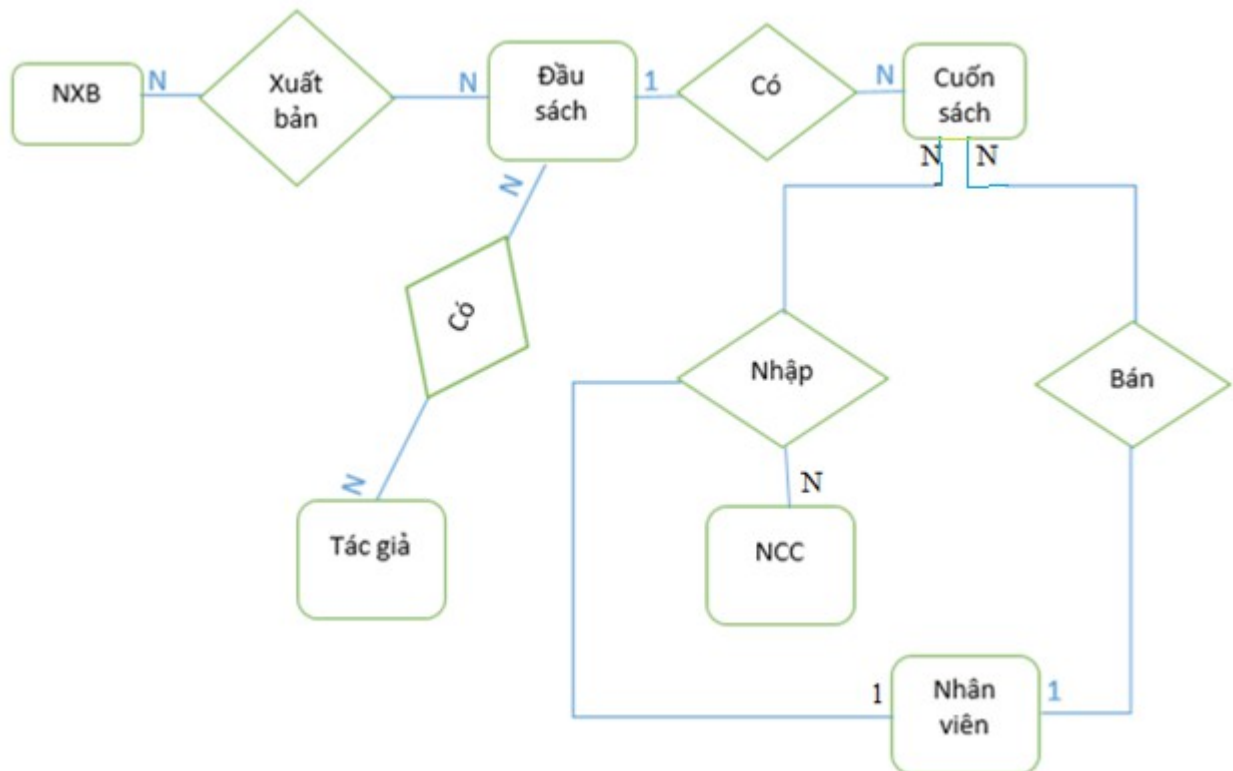 NXB
N
Xuất
bản
N
Đầu
sách
1
Có
N
Cuốn
sách
N
N
N
Có
N
Tác giả
Nhập
N
NCC
Bán
1
Nhân
viên
1